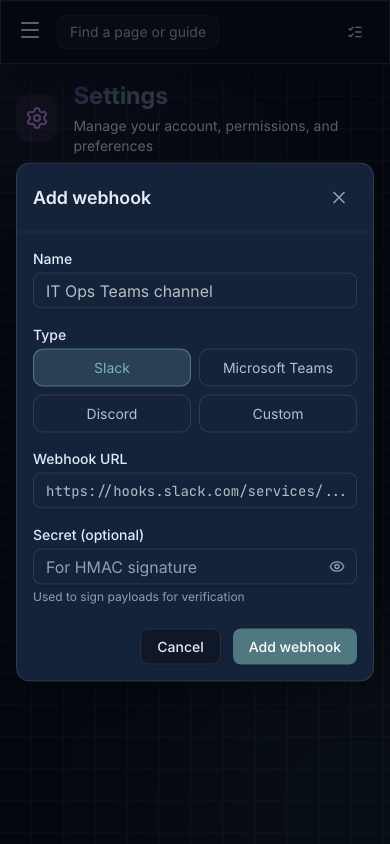 Find a page or guide
Settings
Manage your account, permissions, and
preferences
Add webhook
Name
IT Ops Teams channel
Type
Slack
Microsoft Teams
Discord
Custom
Webhook URL
https://hooks.slack.com/services/...
Secret (optional)
For HMAC signature
Used to sign payloads for verification
Cancel
Add webhook